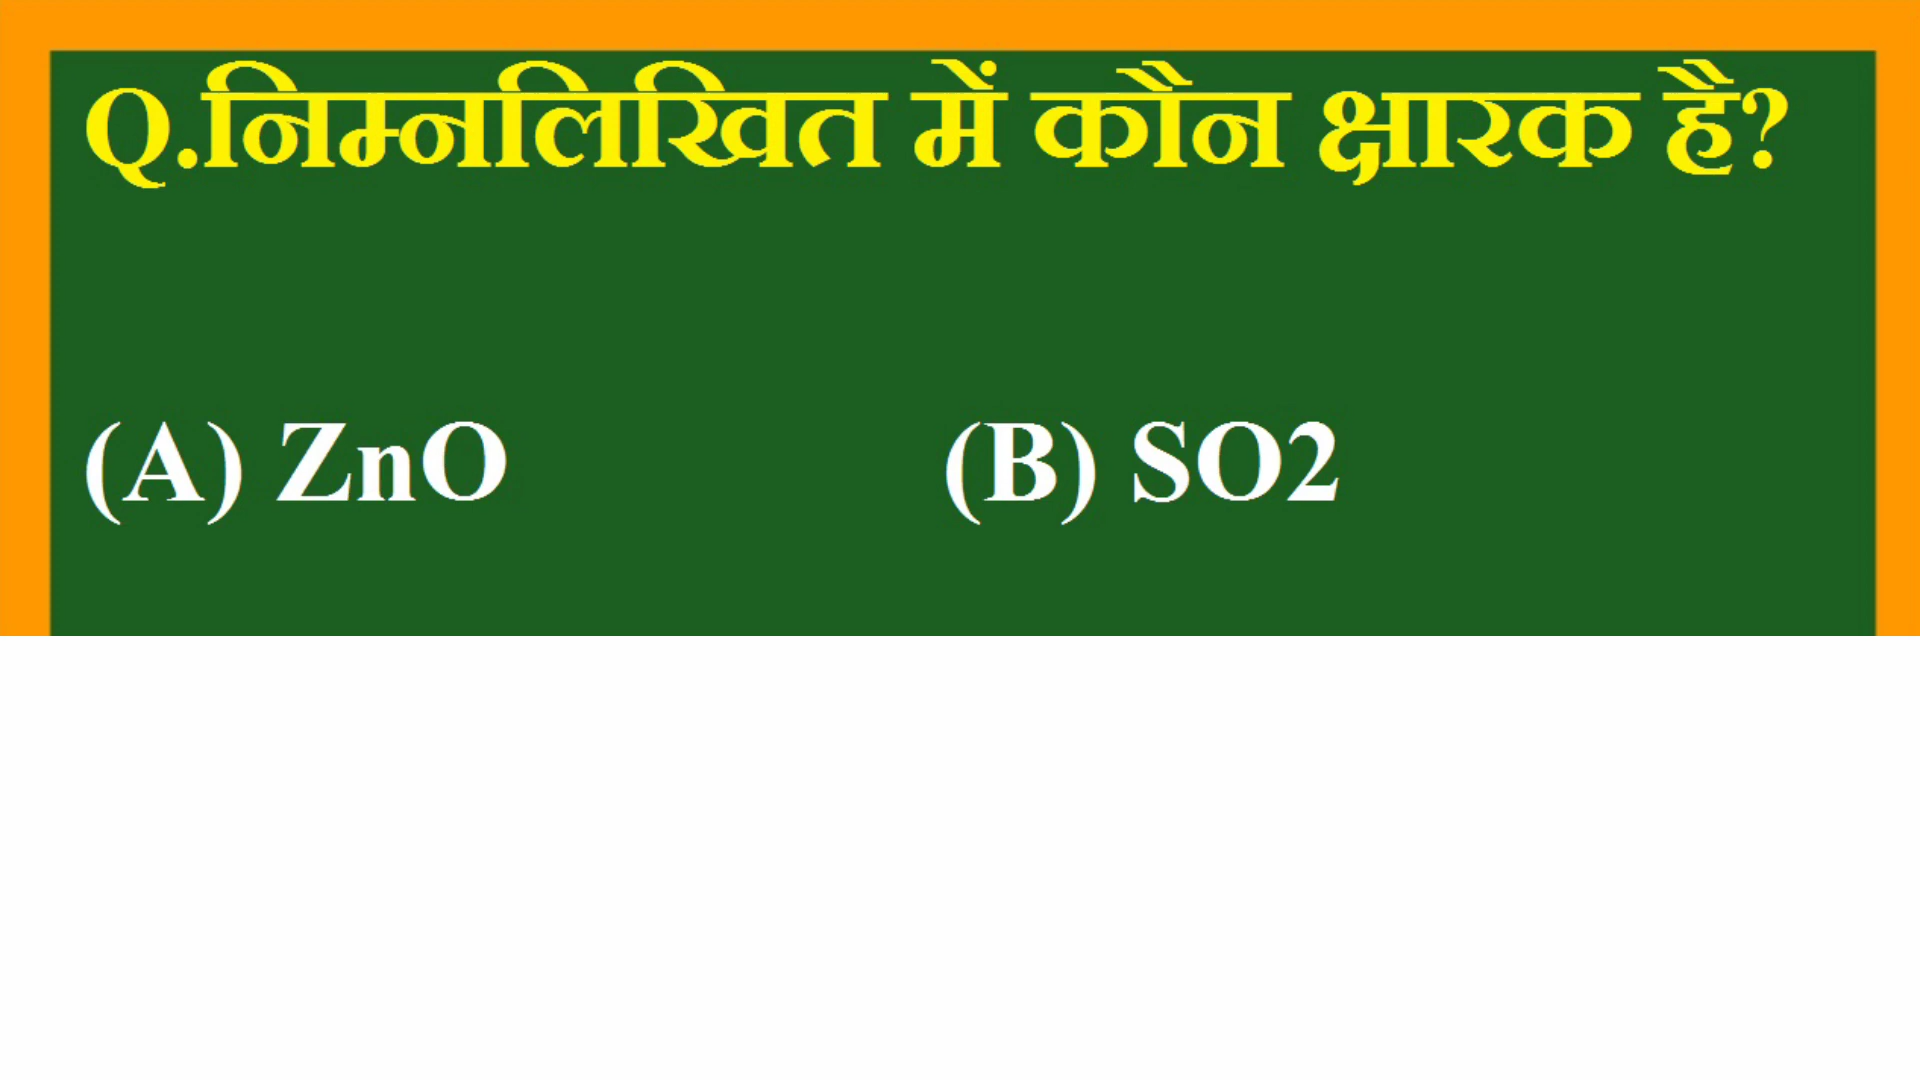 Q.निम्नलिखित में कौन क्षारक है?
(A) ZnO (B) SO2